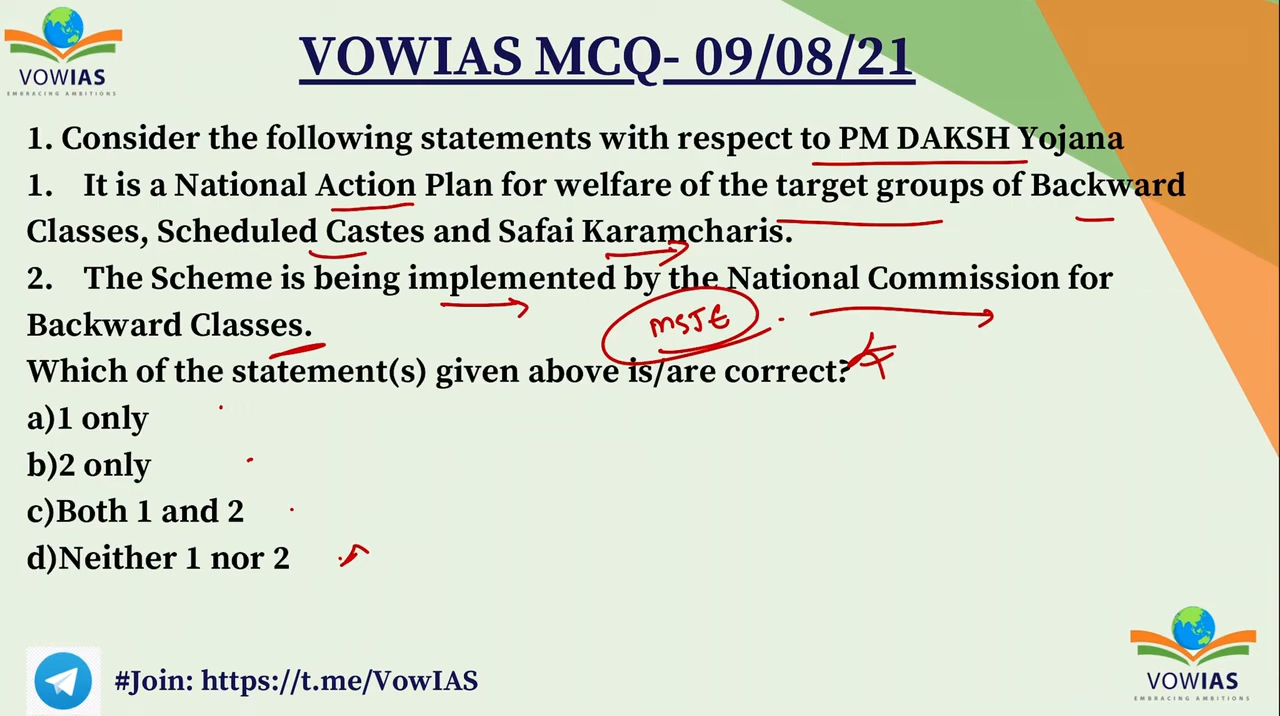 VOWIAS
EMBRACING AMBITIONS
VOWIAS MCQ- 09/08/21
1. Consider the following statements with respect to PM DAKSH Yojana
1. It is a National Action Plan for welfare of the target groups of Backward
Classes, Scheduled Castes and Safai Karamcharis.
2. The Scheme is being implemented by the National Commission for
Backward Classes.
MSJE
Which of the statement(s) given above is/are correct?
a)1 only
b)2 only
c)Both 1 and 2
d)Neither 1 nor 2
#Join: https://t.me/VowIAS
VOWIAS
EMBRACING AMBITIONS